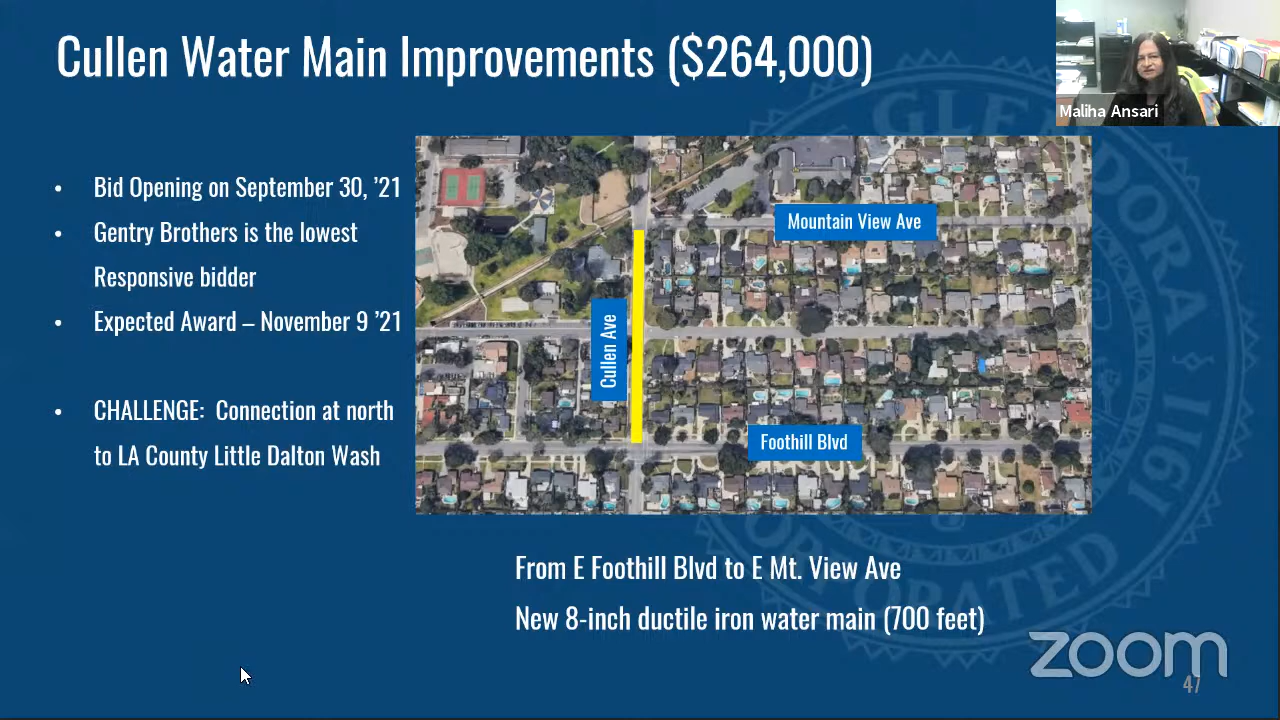 Cullen Water Main Improvements ($264,000)
Maliha Ansari
• Bid Opening on September 30, ’21
• Gentry Brothers is the lowest
Responsive bidder
• Expected Award – November 9 ’21
• CHALLENGE: Connection at north
to LA County Little Dalton Wash
Mountain View Ave
Cullen Ave
Foothill Blvd
From E Foothill Blvd to E Mt. View Ave
New 8-inch ductile iron water main (700 feet)
GLENDORA
INCORPORATED 1911
zoom
47